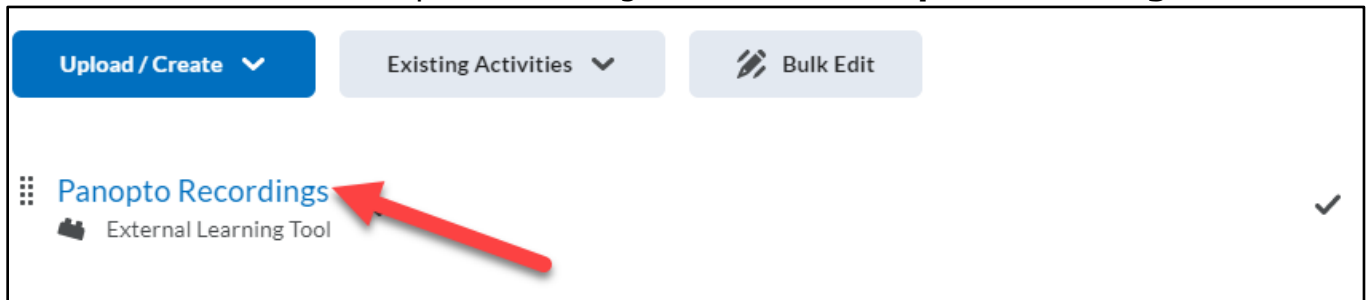 Upload / Create Existing Activities Bulk Edit
Panopto Recordings
External Learning Tool